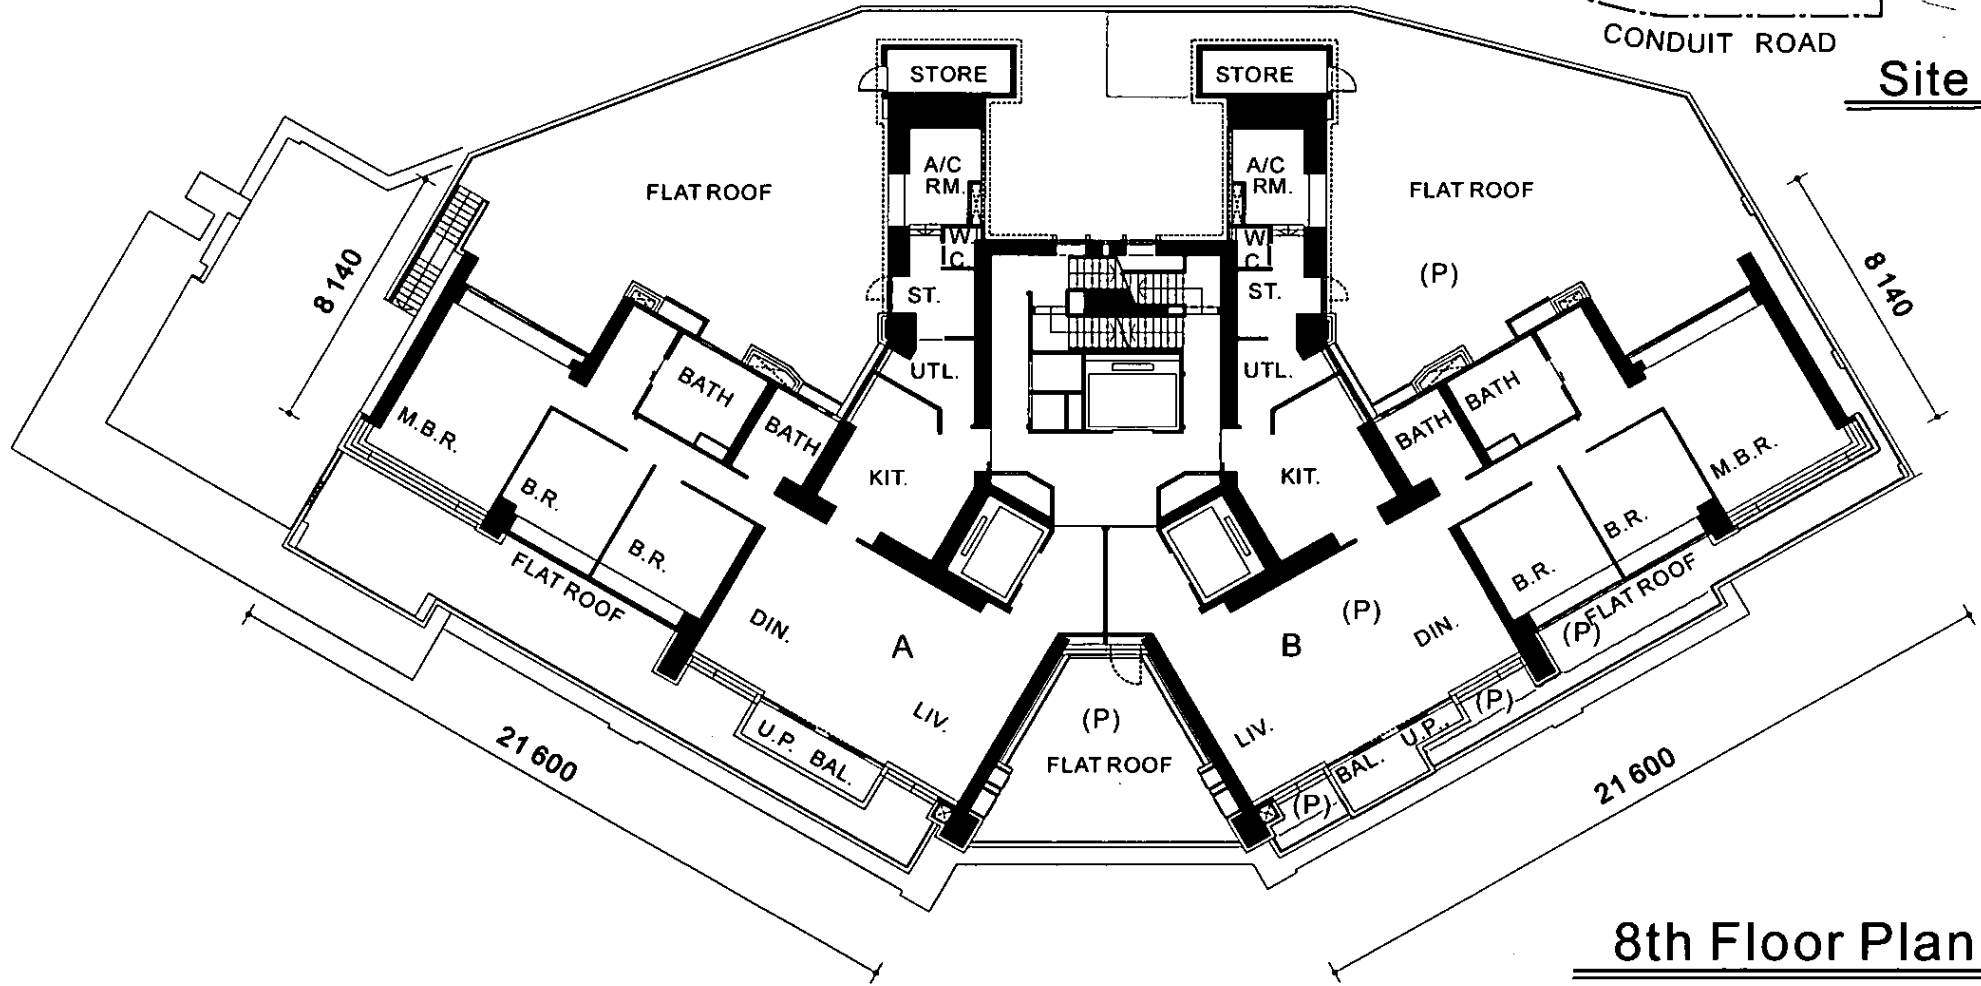 CONDUIT ROAD
Site
STORE
STORE
A/C
RM.
A/C
RM.
FLAT ROOF
FLAT ROOF
W
C.
W
C.
(P)
8 140
8 140
ST.
ST.
UTL.
UTL.
BATH
BATH
BATH
BATH
M.B.R.
M.B.R.
KIT.
KIT.
B.R.
B.R.
B.R.
B.R.
FLAT ROOF
FLAT ROOF
(P)
DIN.
A
B
(P)
DIN.
LIV.
LIV.
(P)
FLAT ROOF
U.P. BAL.
BAL. U.P.
(P)
(P)
21 600
21 600
8th Floor Plan